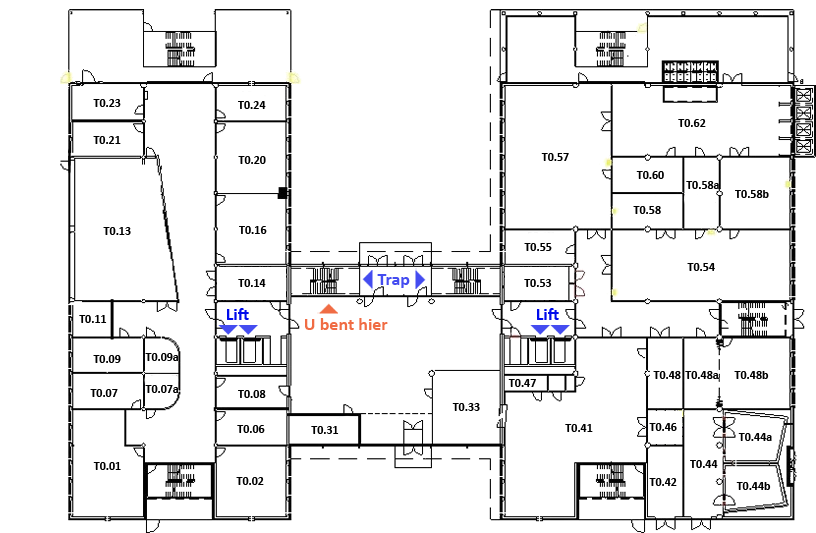 T0.23
T0.24
T0.21
T0.20
T0.13
T0.16
T0.14
T0.11
Lift
T0.09
T0.09a
T0.07
T0.07a
T0.08
T0.06
T0.01
T0.02
Trap
U bent hier
T0.31
T0.33
T0.62
T0.57
T0.60
T0.58a
T0.58b
T0.58
T0.55
T0.54
T0.53
Lift
T0.47
T0.48
T0.48a
T0.48b
T0.41
T0.46
T0.44a
T0.44
T0.42
T0.44b